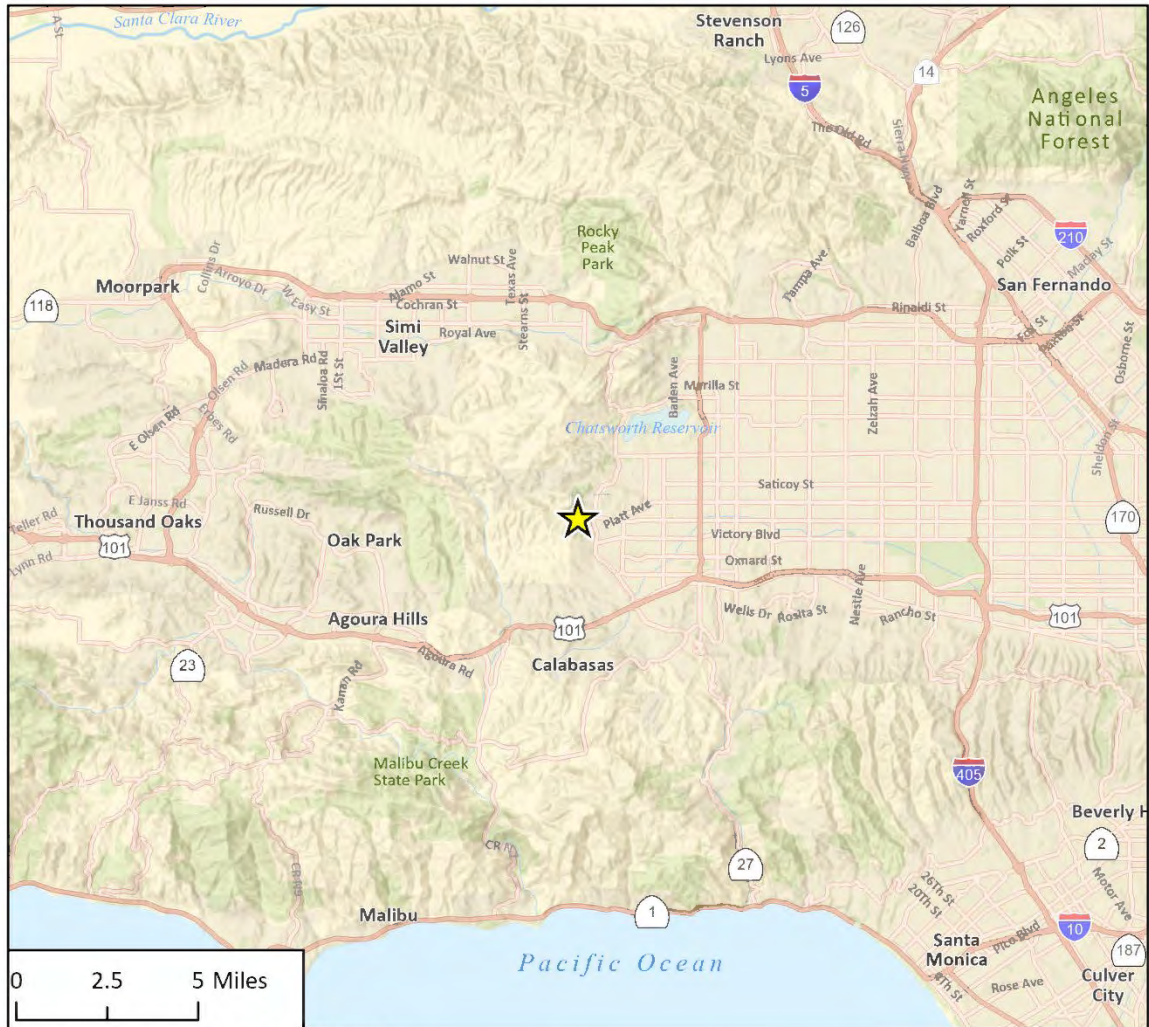 Santa Clara River
A St
Stevenson
Ranch
126
Lyons Ave
14
5
The Old Rd
Sierra Hwy
Angeles
National
Forest
Balboa Blvd
Yarnell St
Roxford St
Polk St
210
Maclay St
San Fernando
Rocky
Peak
Park
Tampa Ave
Rinaldi St
Walnut St
Texas Ave
Alamo St
Cochran St
Stearns St
Collins Dr
Arroyo Dr
W Easy St
Moorpark
118
Simi
Valley
Royal Ave
Madera Rd
Sinaloa Rd
1St St
Olsen Rd
E Olsen Rd
Erbes Rd
Baden Ave
Marilla St
Zelzah Ave
Fox St
Paxton St
Osborne St
Sheldon St
Chatsworth Reservoir
Saticoy St
Platt Ave
Victory Blvd
Oxnard St
170
E Janss Rd
Teller Rd
Thousand Oaks
101
Lynn Rd
Russell Dr
Oak Park
Agoura Hills
Agoura Rd
101
Calabasas
Wells Dr
Rosita St
Nestle Ave
Rancho St
101
23
Kanan Rd
Malibu Creek
State Park
405
Beverly H
2
27
26Th St
20Th St
Motor Ave
Malibu
1
10
187
Santa
Monica
Pico Blvd
Culver
City
Rose Ave
Pacific Ocean
0 2.5 5 Miles